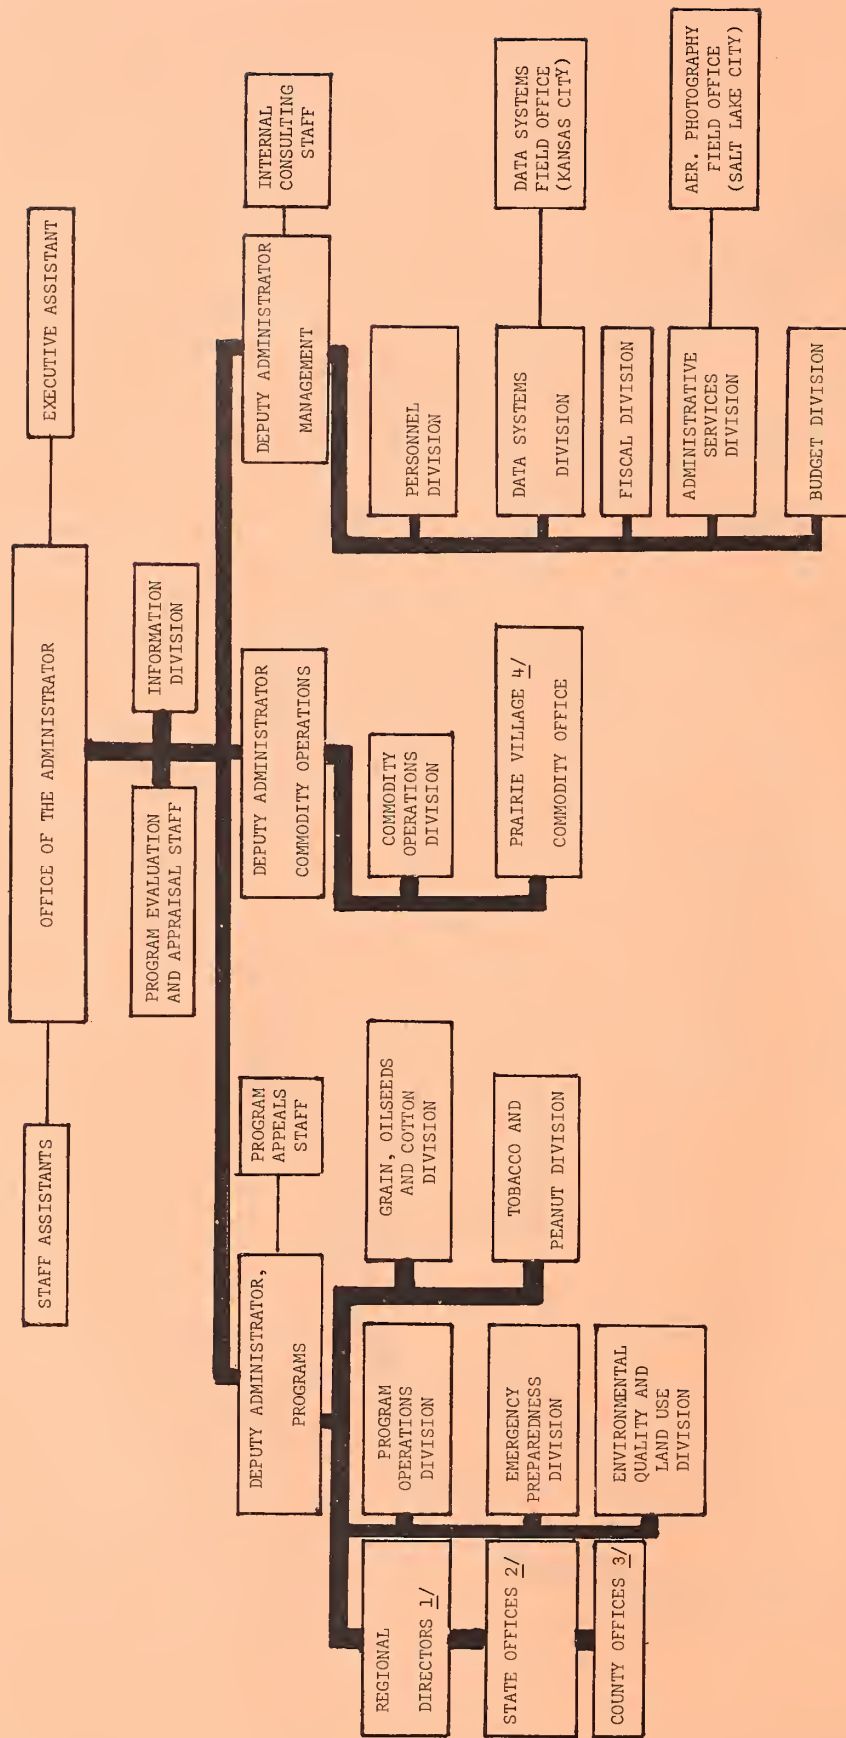 OFFICE OF THE ADMINISTRATOR
STAFF ASSISTANTS
EXECUTIVE ASSISTANT
PROGRAM EVALUATION
AND APPRAISAL STAFF
INFORMATION
DIVISION
DEPUTY ADMINISTRATOR,
PROGRAMS
PROGRAM
APPEALS
STAFF
DEPUTY ADMINISTRATOR
COMMODITY OPERATIONS
DEPUTY ADMINISTRATOR
MANAGEMENT
INTERNAL
CONSULTING
STAFF
REGIONAL
DIRECTORS 1/
STATE OFFICES 2/
COUNTY OFFICES 3/
PROGRAM
OPERATIONS
DIVISION
EMERGENCY
PREPAREDNESS
DIVISION
ENVIRONMENTAL
QUALITY AND
LAND USE
DIVISION
GRAIN, OILSEEDS
AND COTTON
DIVISION
TOBACCO AND
PEANUT DIVISION
COMMODITY
OPERATIONS
DIVISION
PRAIRIE VILLAGE 4/
COMMODITY OFFICE
PERSONNEL
DIVISION
DATA SYSTEMS
DIVISION
DATA SYSTEMS
FIELD OFFICE
(KANSAS CITY)
FISCAL DIVISION
ADMINISTRATIVE
SERVICES
DIVISION
AER. PHOTOGRAPHY
FIELD OFFICE
(SALT LAKE CITY)
BUDGET DIVISION